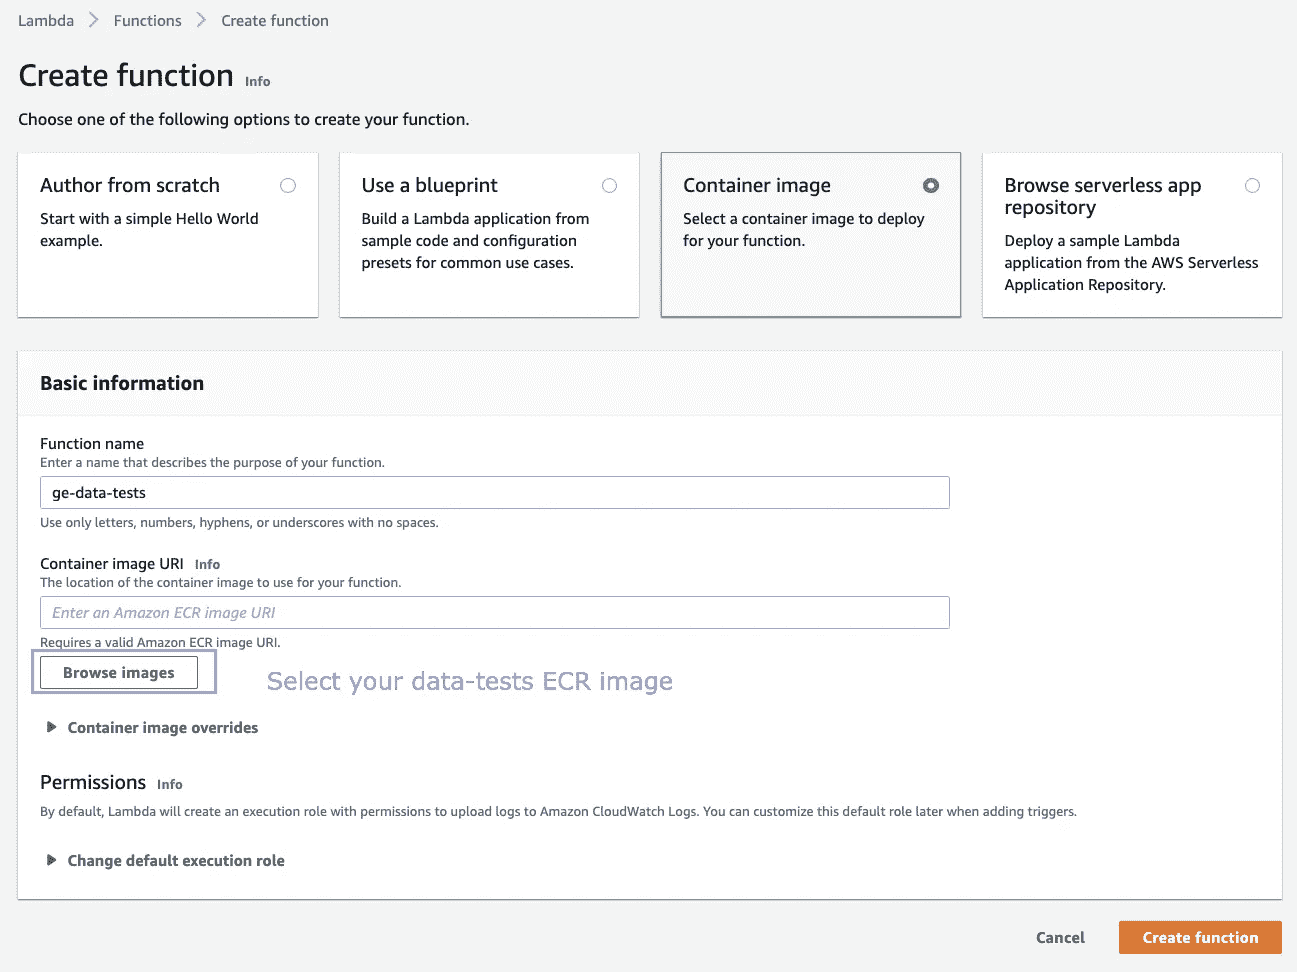 Lambda > Functions > Create function
Create function Info
Choose one of the following options to create your function.
Author from scratch
Start with a simple Hello World
example.
Use a blueprint
Build a Lambda application from
sample code and configuration
presets for common use cases.
Container image
Select a container image to deploy
for your function.
Browse serverless app
repository
Deploy a sample Lambda
application from the AWS Serverless
Application Repository.
Basic information
Function name
Enter a name that describes the purpose of your function.
ge-data-tests
Use only letters, numbers, hyphens, or underscores with no spaces.
Container image URI Info
The location of the container image to use for your function.
Enter an Amazon ECR image URI
Requires a valid Amazon ECR image URI.
Browse images
Select your data-tests ECR image
Container image overrides
Permissions Info
By default, Lambda will create an execution role with permissions to upload logs to Amazon CloudWatch Logs. You can customize this default role later when adding triggers.
Change default execution role
Cancel
Create function